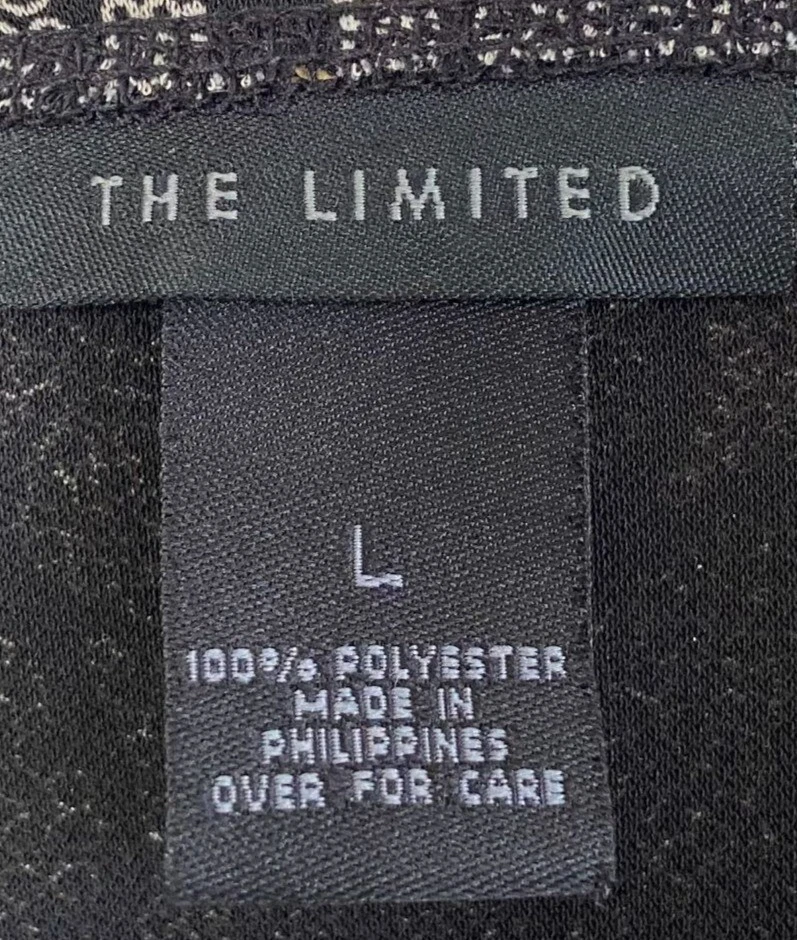 THE LIMITED
L
100% POLYESTER
MADE IN
PHILIPPINES
OVER FOR CARE